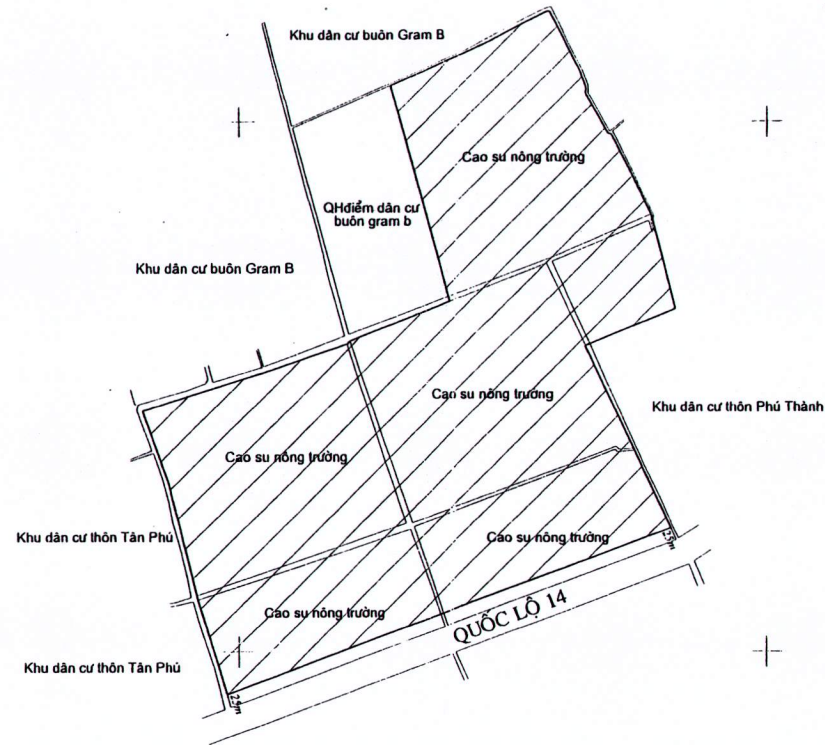 Khu dân cư buôn Gram B
Cao su nông trường
QHđiểm dân cư
buôn gram b
Khu dân cư buôn Gram B
Cao su nông trường
Khu dân cư thôn Phú Thành
Cao su nông trường
Khu dân cư thôn Tân Phú
Cao su nông trường
25m
Cao su nông trường
QUỐC LỘ 14
Khu dân cư thôn Tân Phú
25m